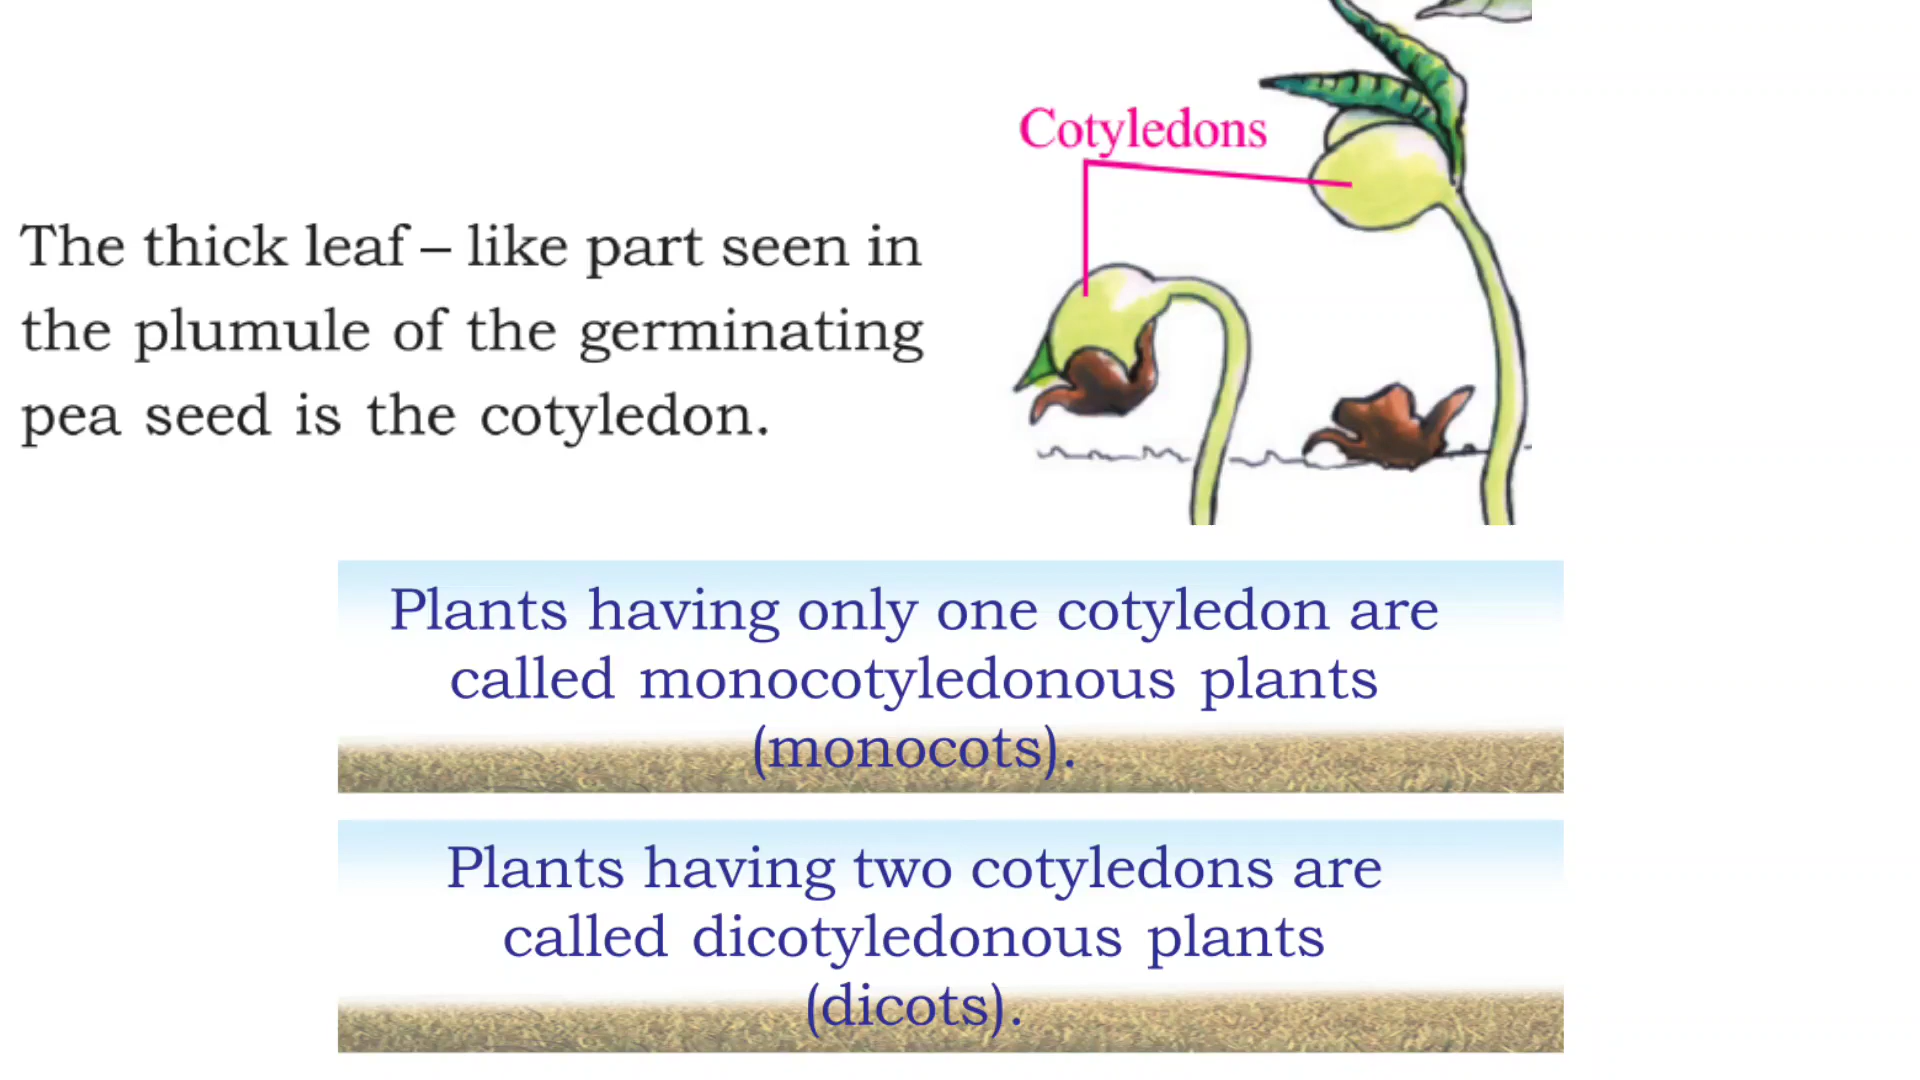 Cotyledons
The thick leaf – like part seen in
the plumule of the germinating
pea seed is the cotyledon.
Plants having only one cotyledon are
called monocotyledonous plants
(monocots).
Plants having two cotyledons are
called dicotyledonous plants
(dicots).